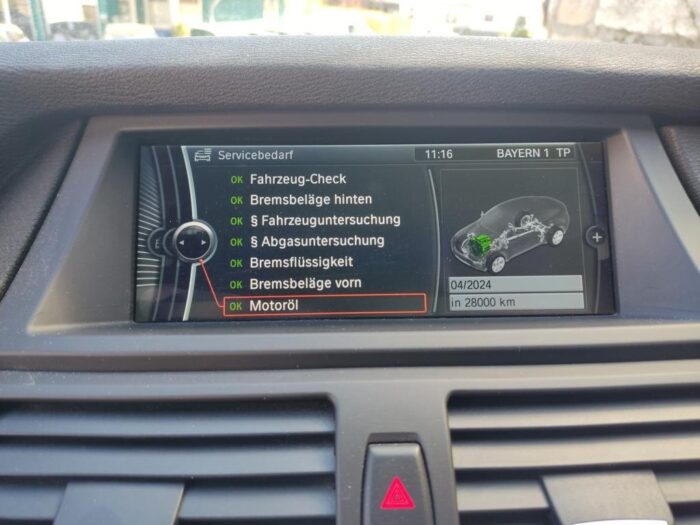 Servicebedarf
11:16
BAYERN 1 TP
OK Fahrzeug-Check
OK Bremsbeläge hinten
OK § Fahrzeuguntersuchung
OK § Abgasuntersuchung
OK Bremsflüssigkeit
OK Bremsbeläge vorn
OK Motoröl
04/2024
in 28000 km